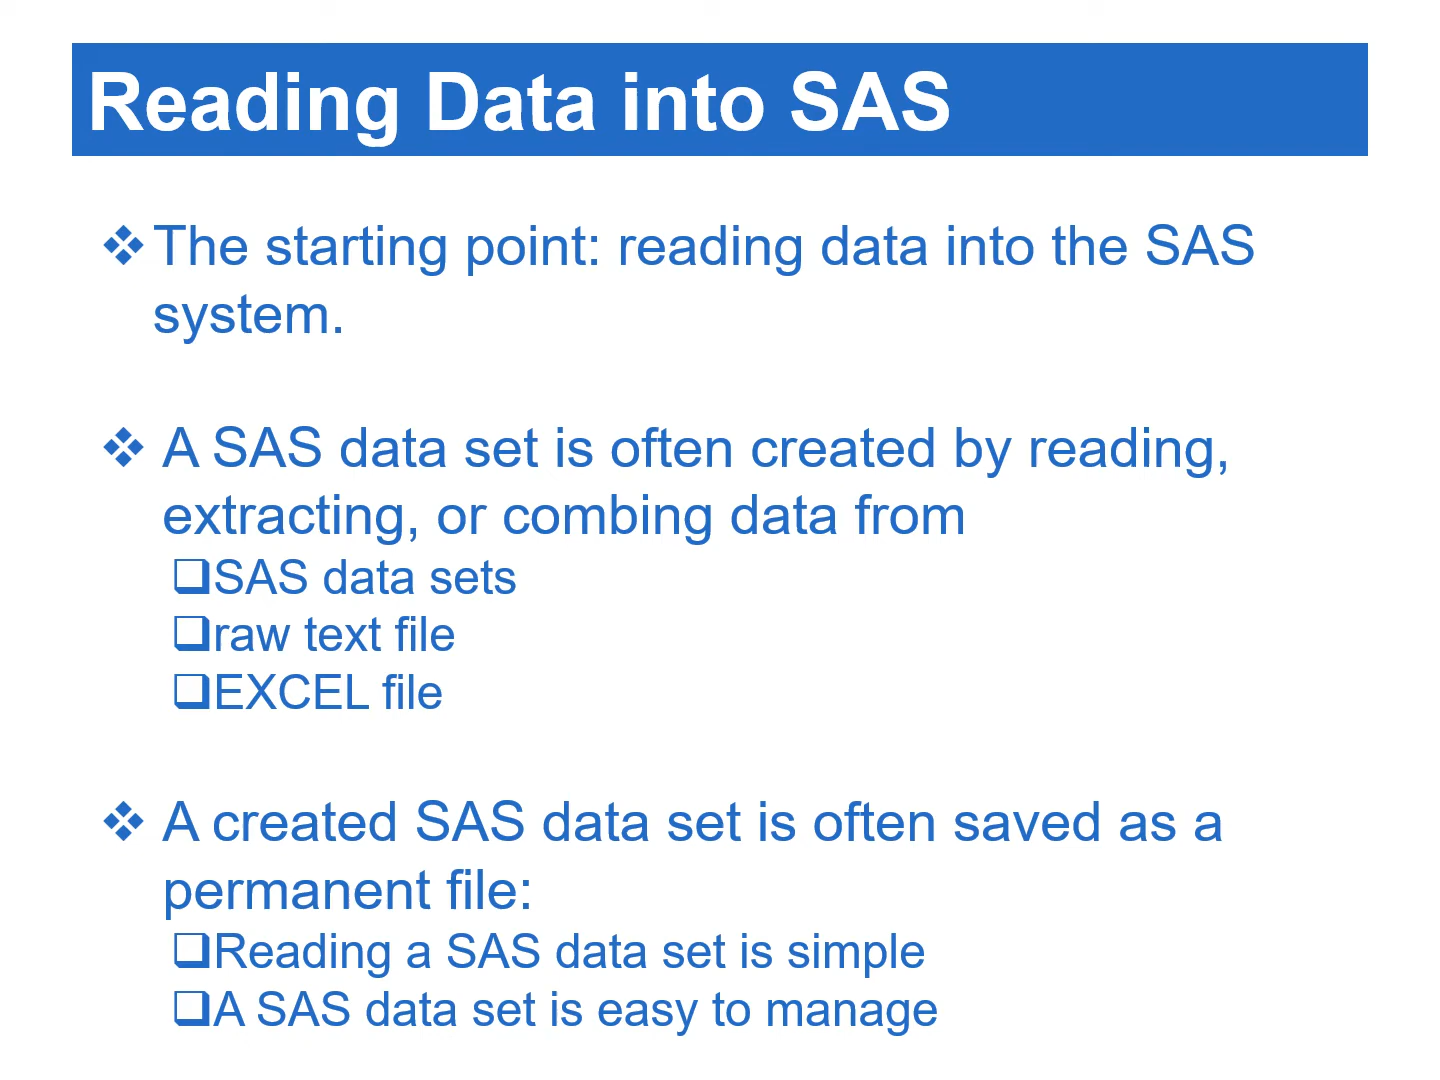 Reading Data into SAS
❖ The starting point: reading data into the SAS
system.
❖ A SAS data set is often created by reading,
extracting, or combing data from
❑SAS data sets
❑raw text file
❑EXCEL file
❖ A created SAS data set is often saved as a
permanent file:
❑Reading a SAS data set is simple
❑A SAS data set is easy to manage